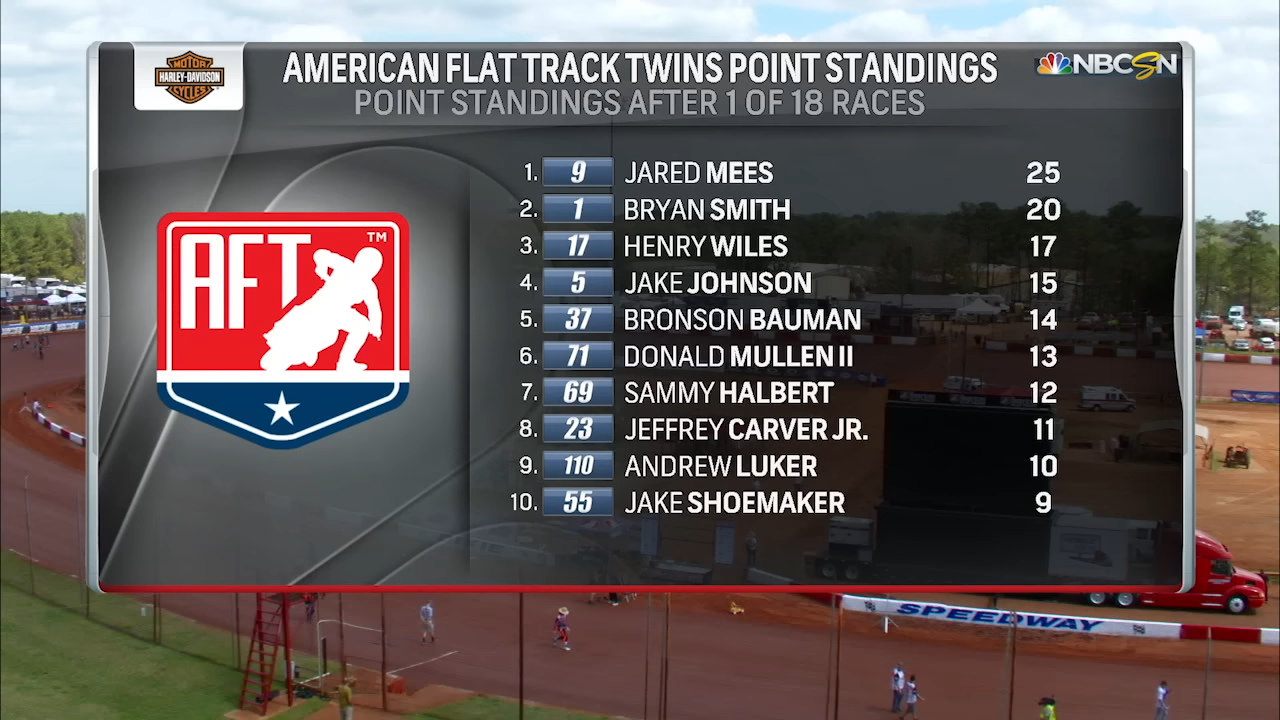 MOTOR
HARLEY-DAVIDSON
CYCLES
AMERICAN FLAT TRACK TWINS POINT STANDINGS
NBCSN
POINT STANDINGS AFTER 1 OF 18 RACES
AFT™
1. 9 JARED MEES 25
2. 1 BRYAN SMITH 20
3. 17 HENRY WILES 17
4. 5 JAKE JOHNSON 15
5. 37 BRONSON BAUMAN 14
6. 71 DONALD MULLEN II 13
7. 69 SAMMY HALBERT 12
8. 23 JEFFREY CARVER JR. 11
9. 110 ANDREW LUKER 10
10. 55 JAKE SHOEMAKER 9
SPEEDWAY